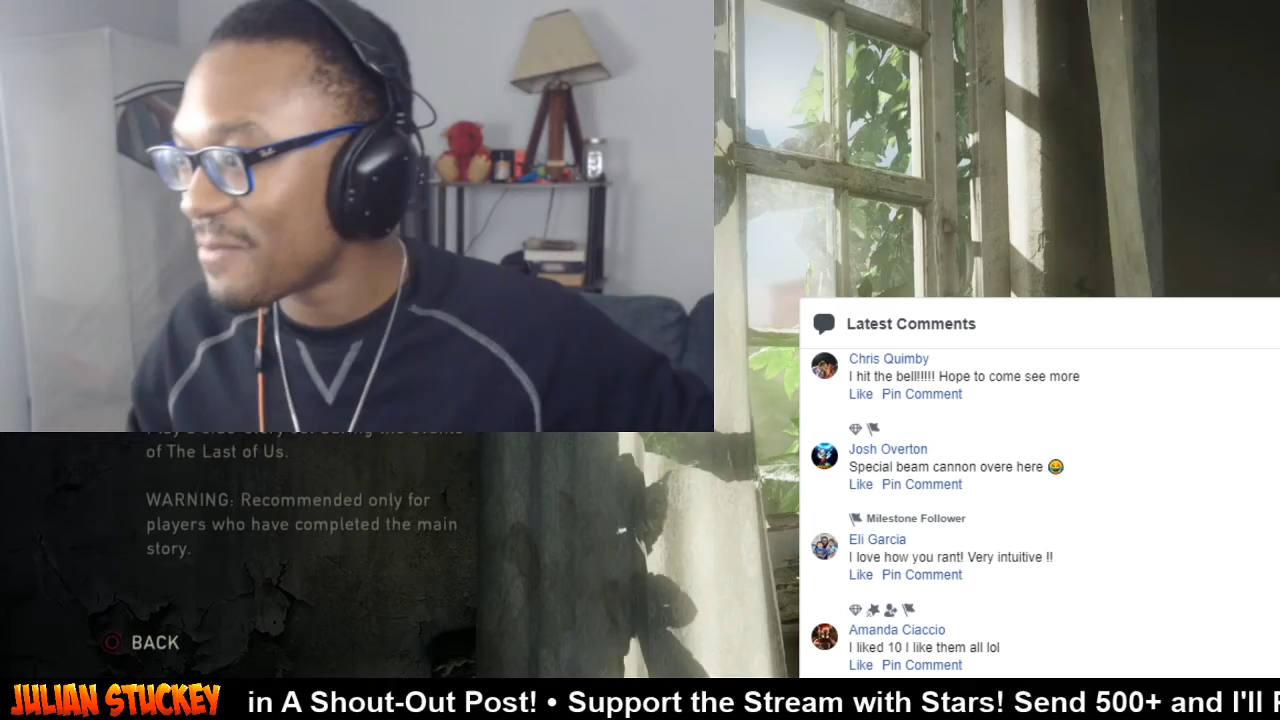 of The Last of Us.
WARNING: Recommended only for
players who have completed the main
story.
BACK
Latest Comments
Chris Quimby
I hit the bell!!!!! Hope to come see more
Like Pin Comment
Josh Overton
Special beam cannon overe here 😂
Like Pin Comment
Milestone Follower
Eli Garcia
I love how you rant! Very intuitive !!
Like Pin Comment
Amanda Ciaccio
I liked 10 I like them all lol
Like Pin Comment
JULIAN STUCKEY
in A Shout-Out Post! • Support the Stream with Stars! Send 500+ and I'll